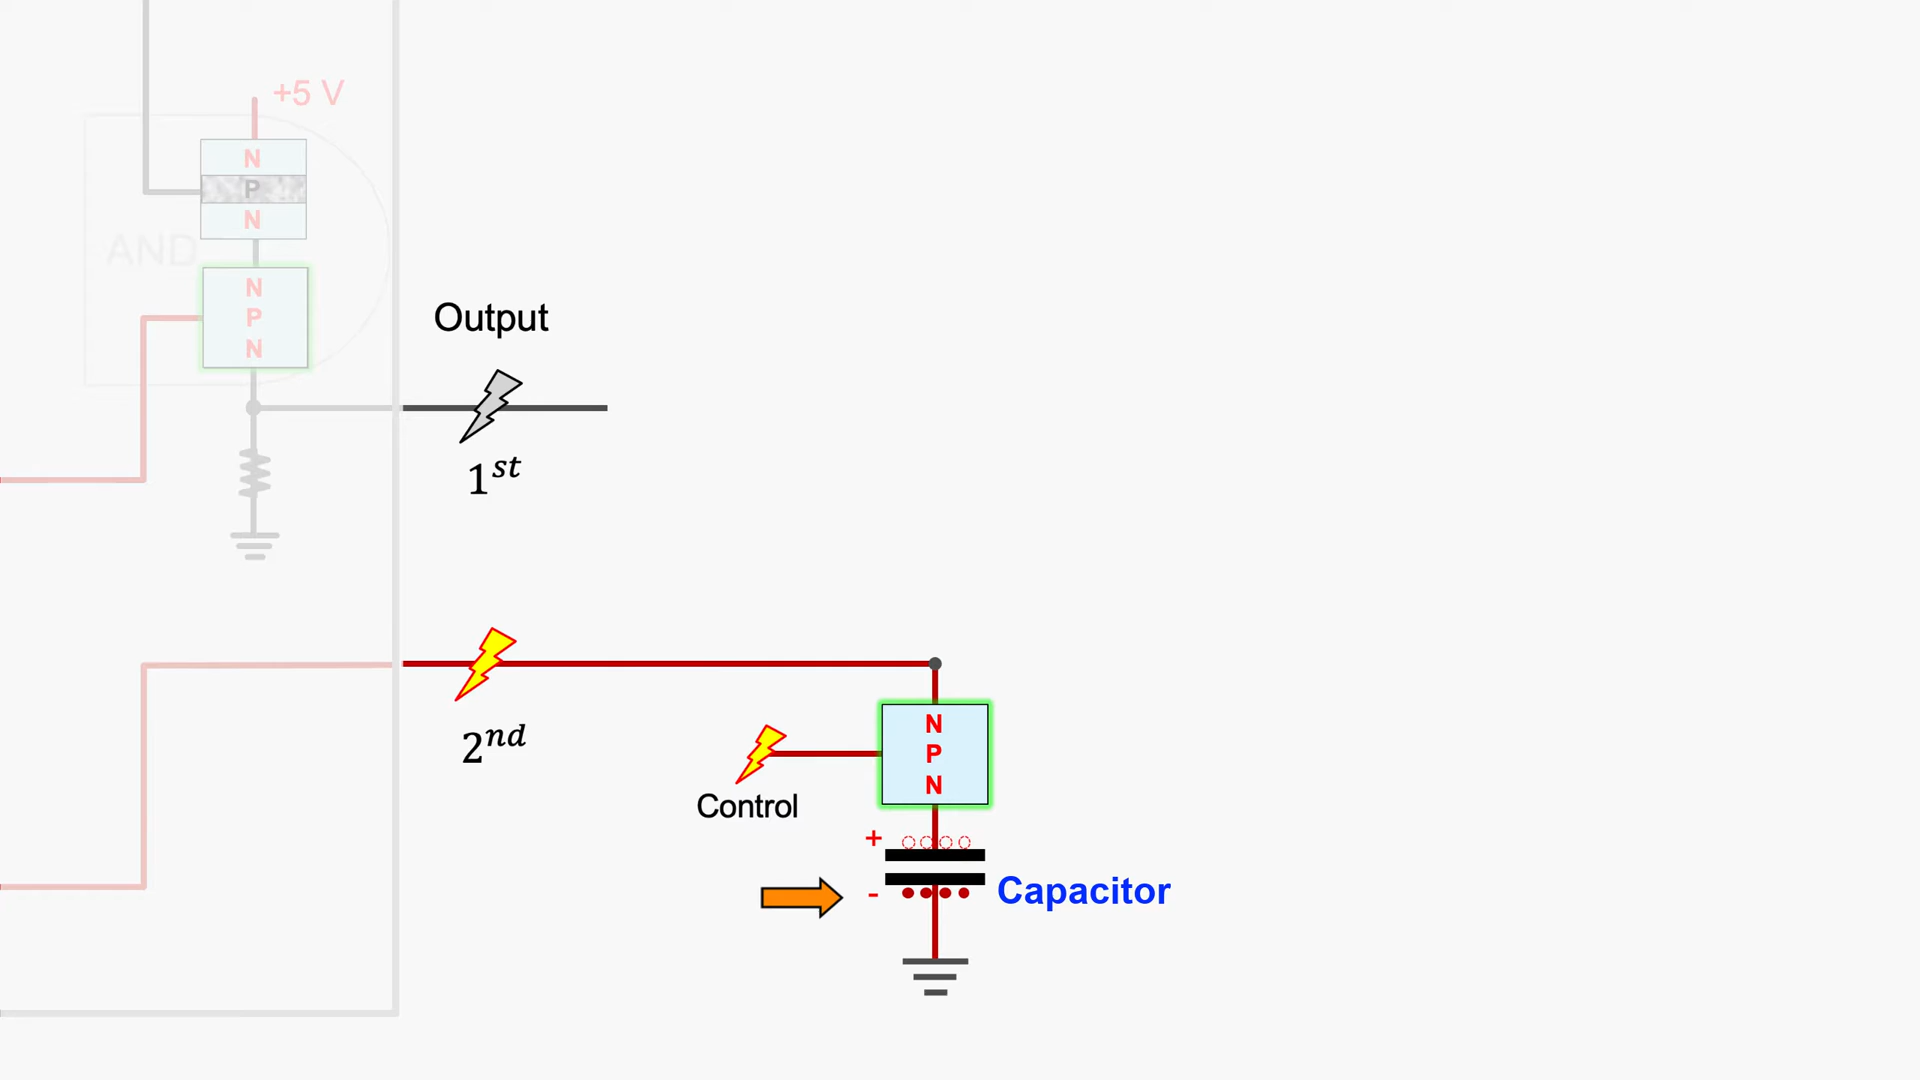 +5 V
N
P
N
AND
N
P
N
Output
1st
2nd
N
P
N
Control
+
-
Capacitor